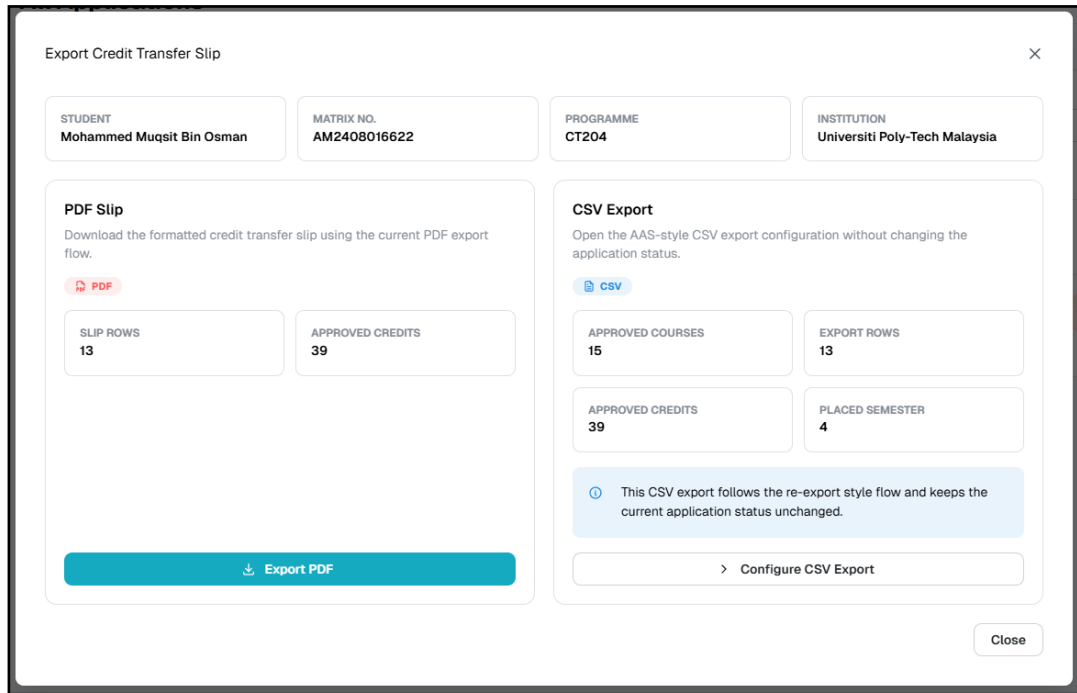 Export Credit Transfer Slip
STUDENT
Mohammed Muqsit Bin Osman
MATRIX NO.
AM2408016622
PROGRAMME
CT204
INSTITUTION
Universiti Poly-Tech Malaysia
PDF Slip
Download the formatted credit transfer slip using the current PDF export
flow.
PDF
SLIP ROWS
13
APPROVED CREDITS
39
Export PDF
CSV Export
Open the AAS-style CSV export configuration without changing the
application status.
CSV
APPROVED COURSES
15
EXPORT ROWS
13
APPROVED CREDITS
39
PLACED SEMESTER
4
This CSV export follows the re-export style flow and keeps the
current application status unchanged.
Configure CSV Export
Close